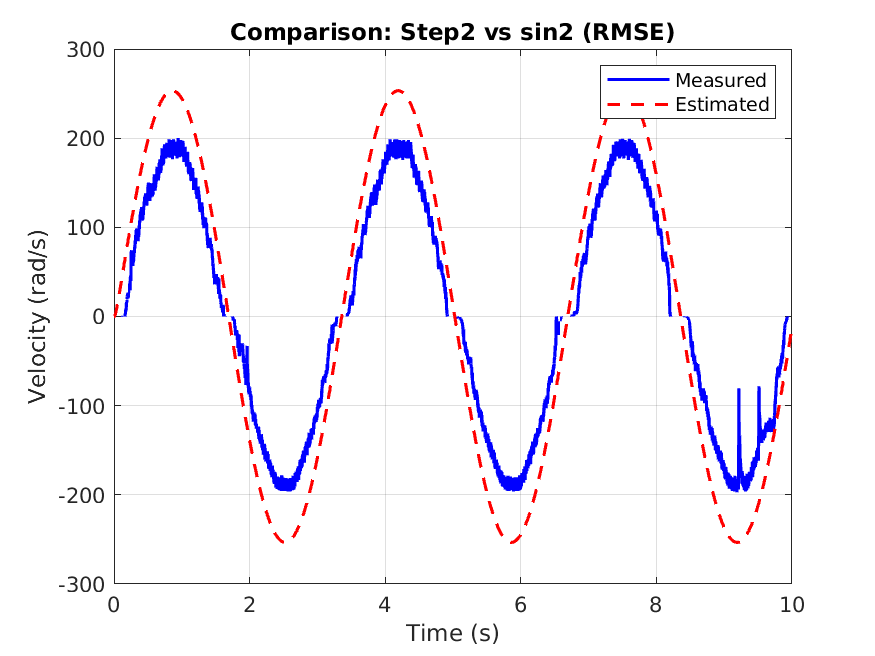 Comparison: Step2 vs sin2 (RMSE)
Measured
Estimated
Velocity (rad/s)
300
200
100
0
-100
-200
-300
0
2
4
6
8
10
Time (s)